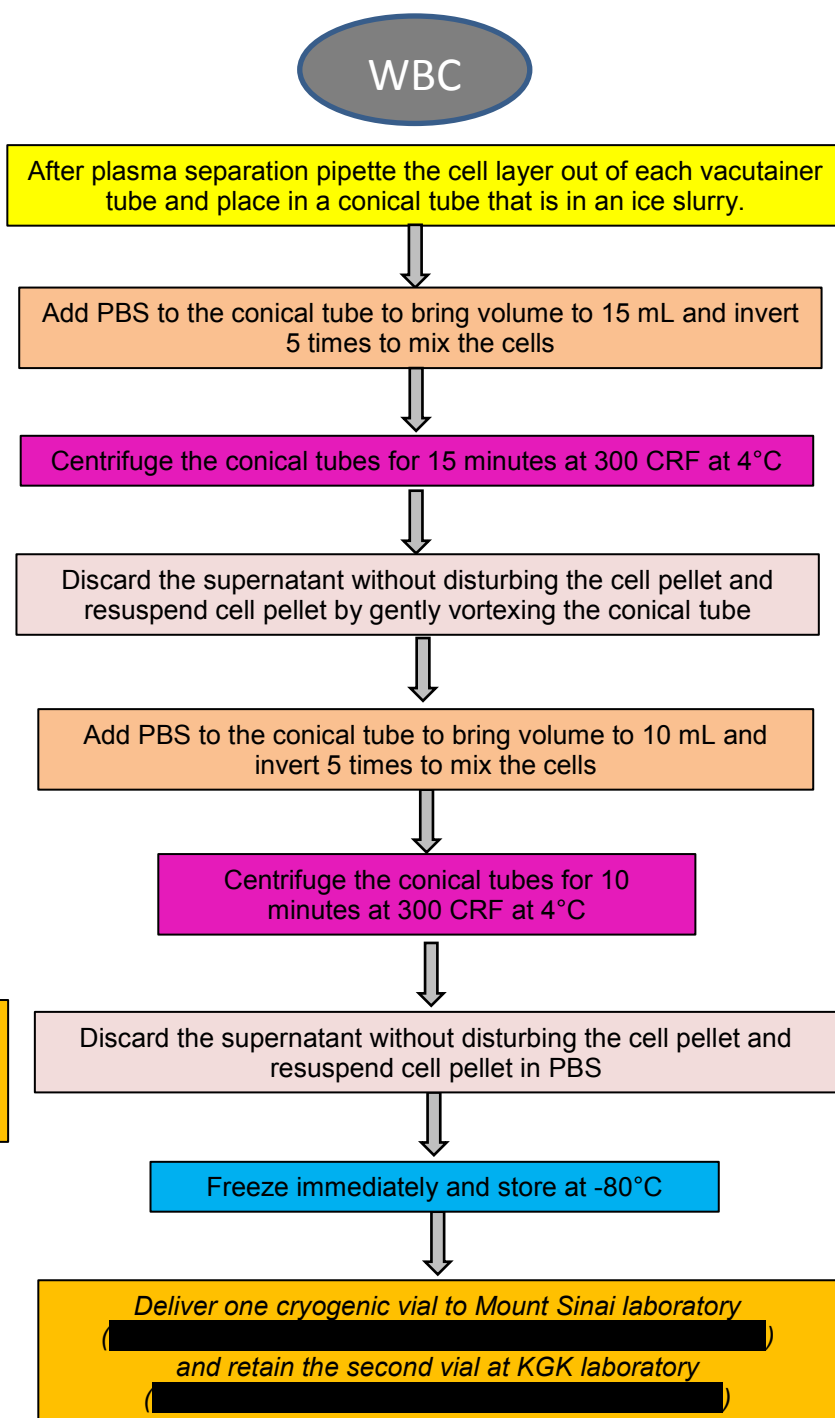 WBC
After plasma separation pipette the cell layer out of each vacutainer
tube and place in a conical tube that is in an ice slurry.
Add PBS to the conical tube to bring volume to 15 mL and invert
5 times to mix the cells
Centrifuge the conical tubes for 15 minutes at 300 CRF at 4°C
Discard the supernatant without disturbing the cell pellet and
resuspend cell pellet by gently vortexing the conical tube
Add PBS to the conical tube to bring volume to 10 mL and
invert 5 times to mix the cells
Centrifuge the conical tubes for 10
minutes at 300 CRF at 4°C
Discard the supernatant without disturbing the cell pellet and
resuspend cell pellet in PBS
Freeze immediately and store at -80°C
Deliver one cryogenic vial to Mount Sinai laboratory
( )
and retain the second vial at KGK laboratory
( )